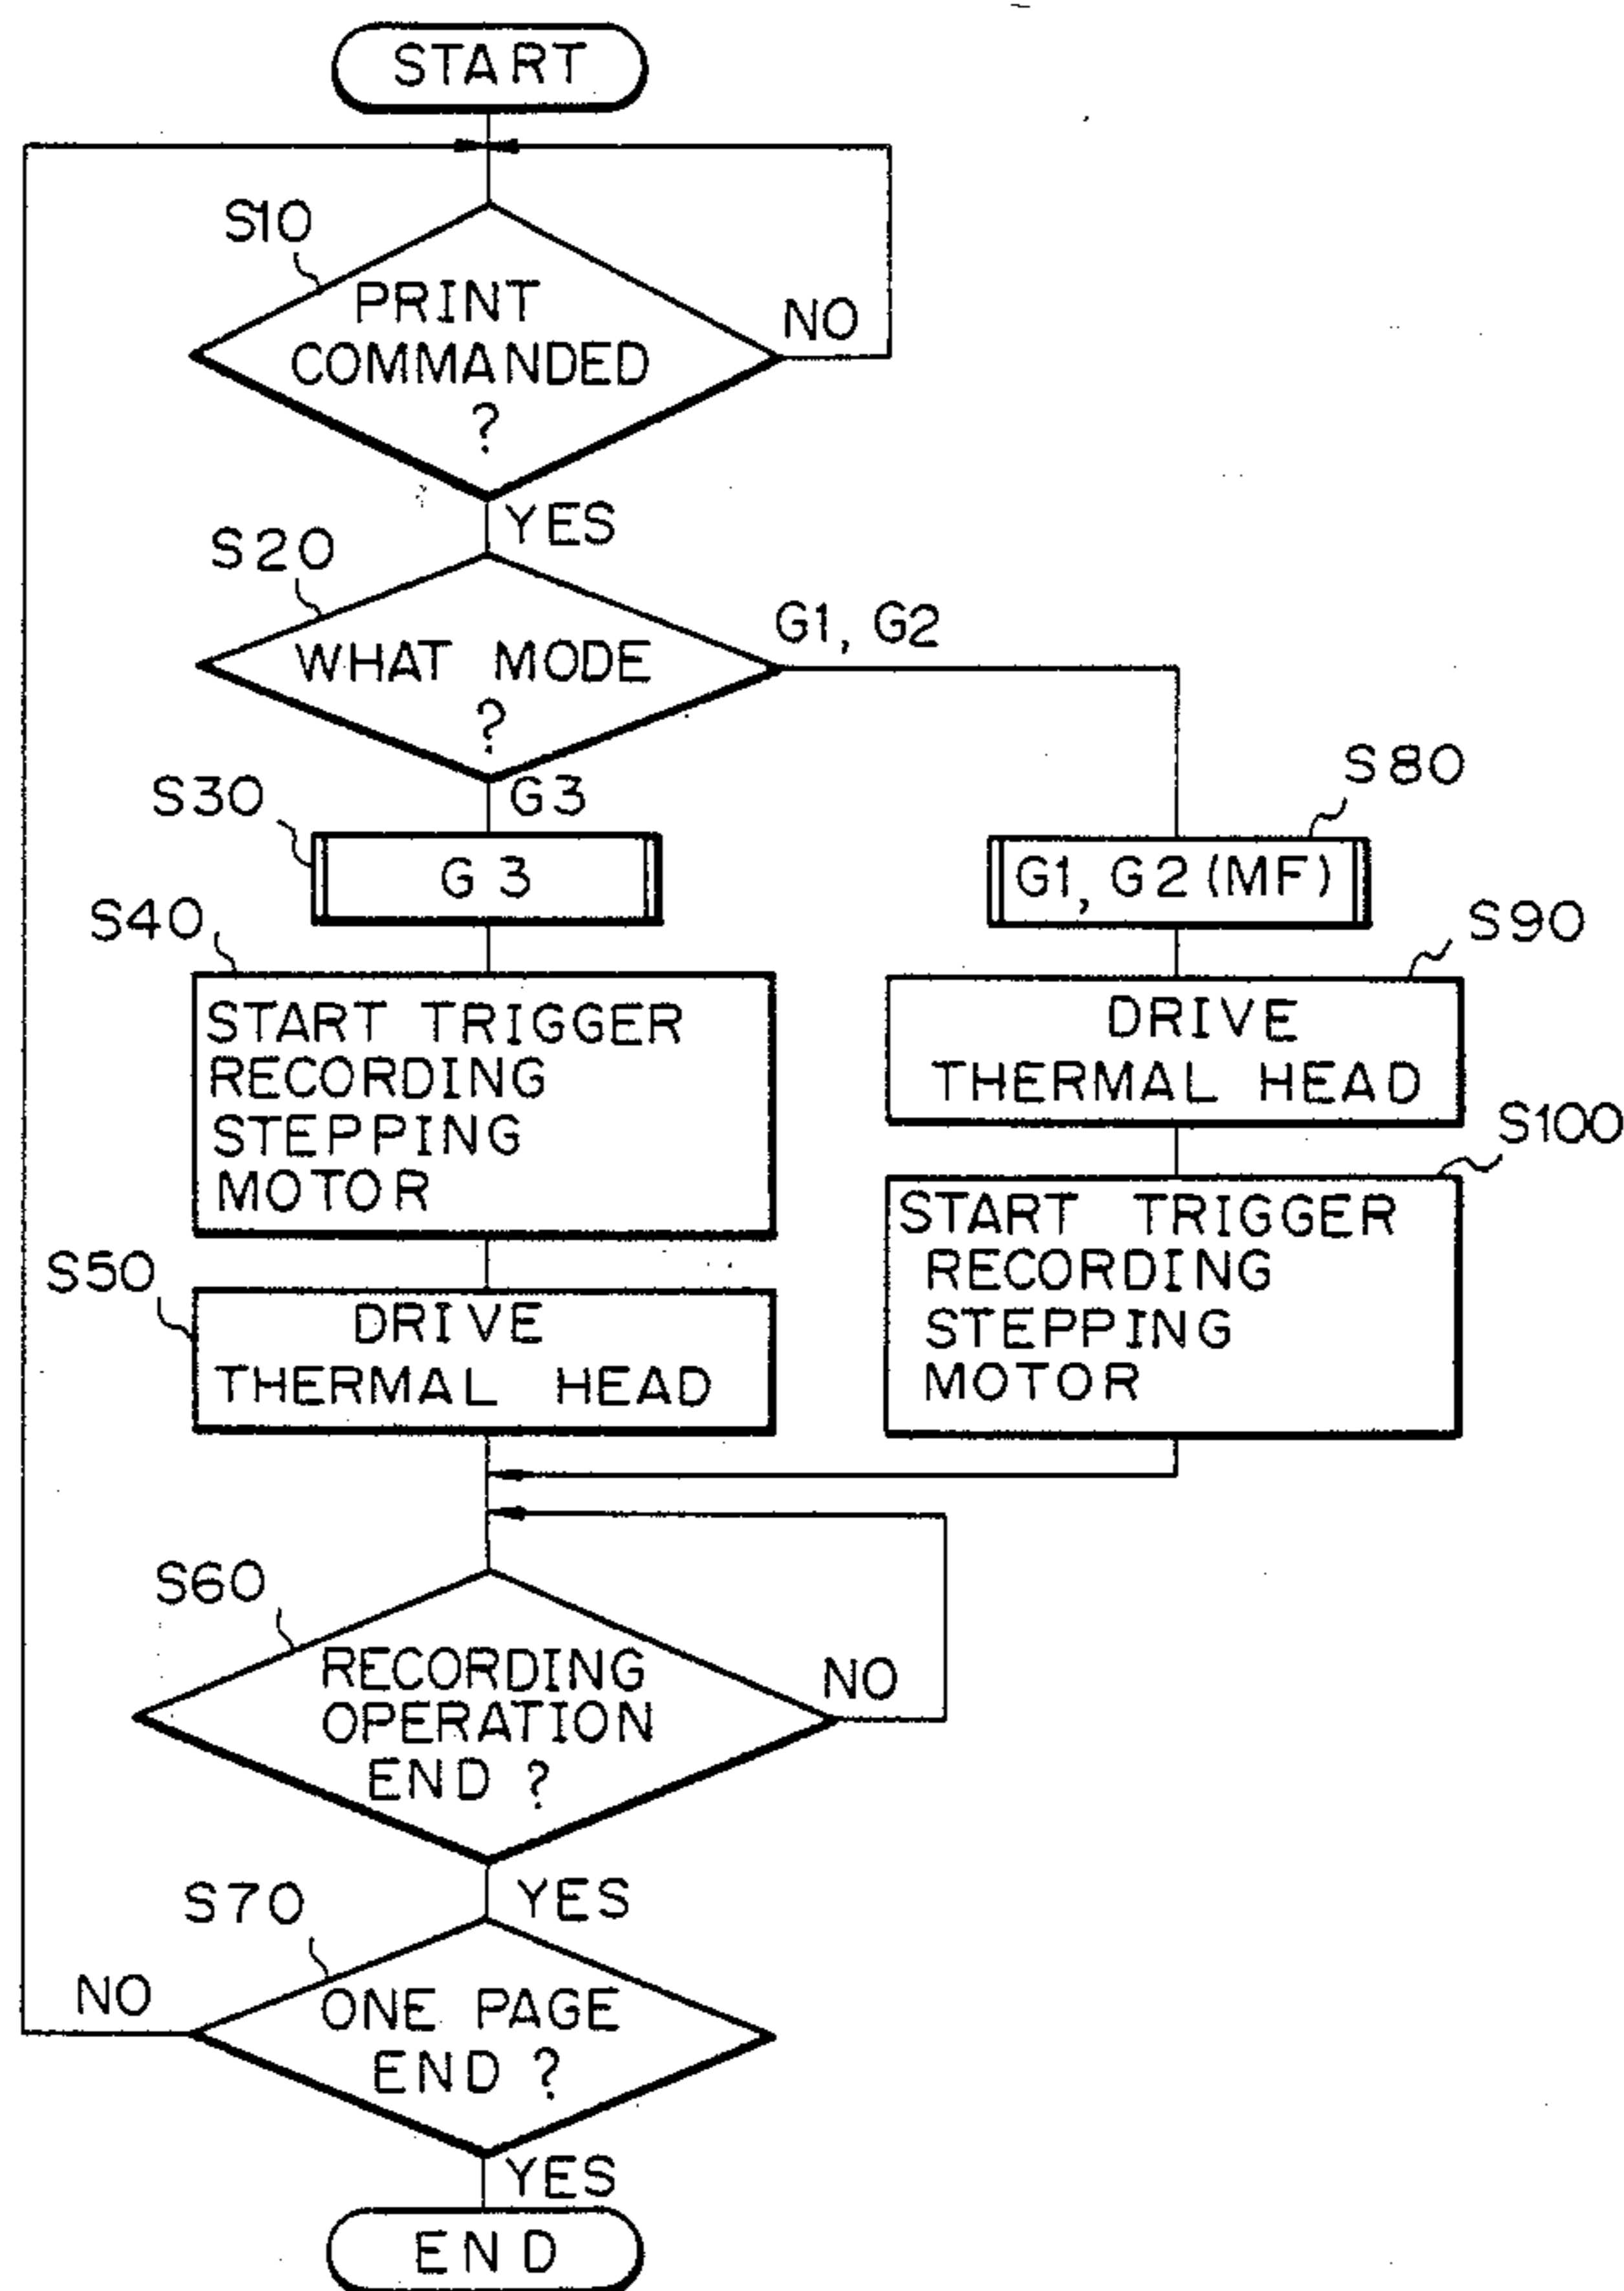 START
S10
PRINT
COMMANDED
?
NO
YES
S20
WHAT MODE
?
G1, G2
G3
S30
G3
S80
G1, G2 (MF)
S40
START TRIGGER
RECORDING
STEPPING
MOTOR
S90
DRIVE
THERMAL HEAD
S50
DRIVE
THERMAL HEAD
S100
START TRIGGER
RECORDING
STEPPING
MOTOR
S60
RECORDING
OPERATION
END ?
NO
YES
S70
ONE PAGE
END ?
NO
YES
END